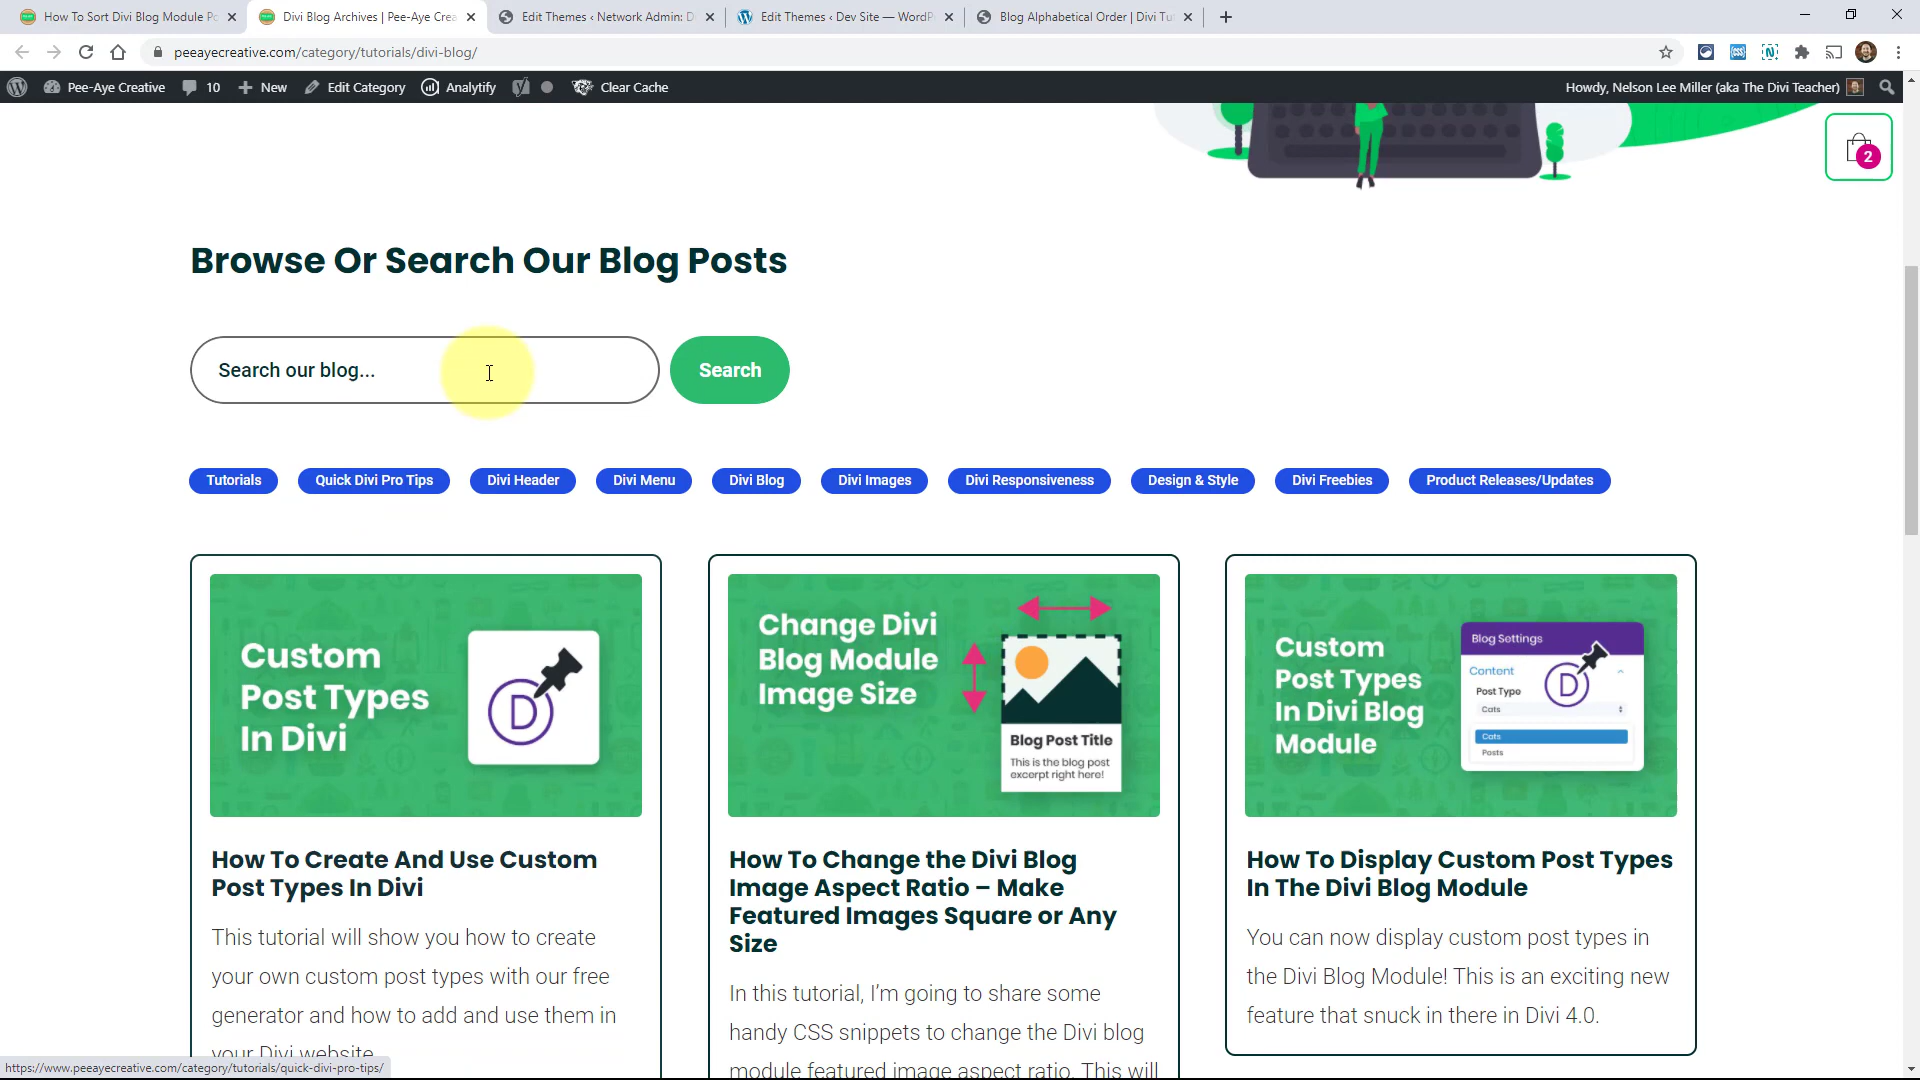 How To Sort Divi Blog Module Po
Divi Blog Archives | Pee-Aye Crea
Edit Themes ‹ Network Admin: D
Edit Themes ‹ Dev Site — WordP
Blog Alphabetical Order | Divi Tu
peeayecreative.com/category/tutorials/divi-blog/
Pee-Aye Creative
10
New
Edit Category
Analytify
Clear Cache
Howdy, Nelson Lee Miller (aka The Divi Teacher)
2
Browse Or Search Our Blog Posts
Search our blog...
Search
Tutorials
Quick Divi Pro Tips
Divi Header
Divi Menu
Divi Blog
Divi Images
Divi Responsiveness
Design & Style
Divi Freebies
Product Releases/Updates
Custom
Post Types
In Divi
D
How To Create And Use Custom
Post Types In Divi
This tutorial will show you how to create
your own custom post types with our free
generator and how to add and use them in
your Divi website
Change Divi
Blog Module
Image Size
Blog Post Title
This is the blog post
excerpt right here!
How To Change the Divi Blog
Image Aspect Ratio – Make
Featured Images Square or Any
Size
In this tutorial, I'm going to share some
handy CSS snippets to change the Divi blog
module featured image aspect ratio. This will
Custom
Post Types
In Divi Blog
Module
Blog Settings
Content
Post Type
Cats
Cats
Posts
D
How To Display Custom Post Types
In The Divi Blog Module
You can now display custom post types in
the Divi Blog Module! This is an exciting new
feature that snuck in there in Divi 4.0.
https://www.peeayecreative.com/category/tutorials/quick-divi-pro-tips/